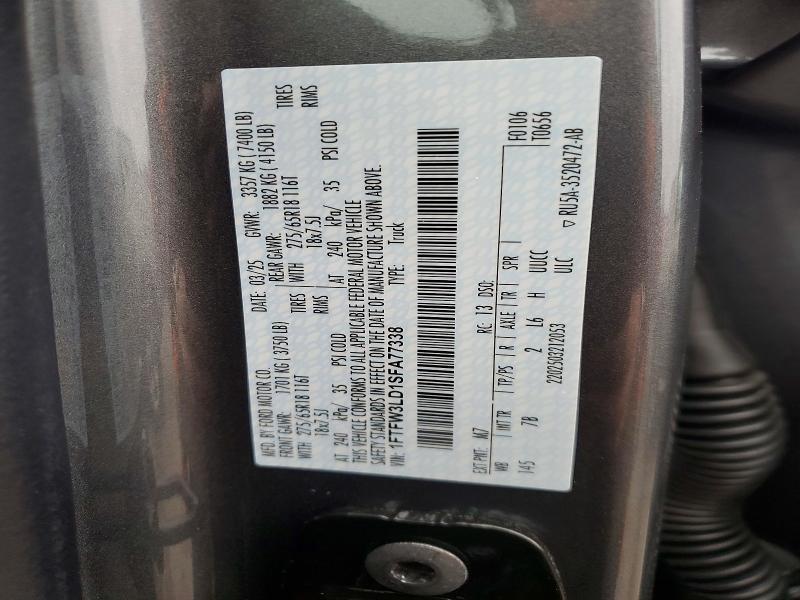 MFD. BY FORD MOTOR CO. DATE: 03/25 GVWR: 3357 KG ( 7400 LB)
FRONT GAWR: 1701 KG ( 3750 LB) REAR GAWR: 1882 KG ( 4150 LB)
WITH 275/65R18 116T TIRES WITH 275/65R18 116T TIRES
18x7.5J RIMS 18x7.5J RIMS
AT 240 kPa/ 35 PSI COLD AT 240 kPa/ 35 PSI COLD
THIS VEHICLE CONFORMS TO ALL APPLICABLE FEDERAL MOTOR VEHICLE
SAFETY STANDARDS IN EFFECT ON THE DATE OF MANUFACTURE SHOWN ABOVE.
VIN: 1FTFW3LD1SFA77338 TYPE: Truck
F0106
EXT PNT: M7 RC: 13 DSO: T0656
WB INT TR TP/PS R AXLE TR SPR
145 7B 2 L6 H UUCC
2202503212053 ULC ▽ RU5A-3520472-AB